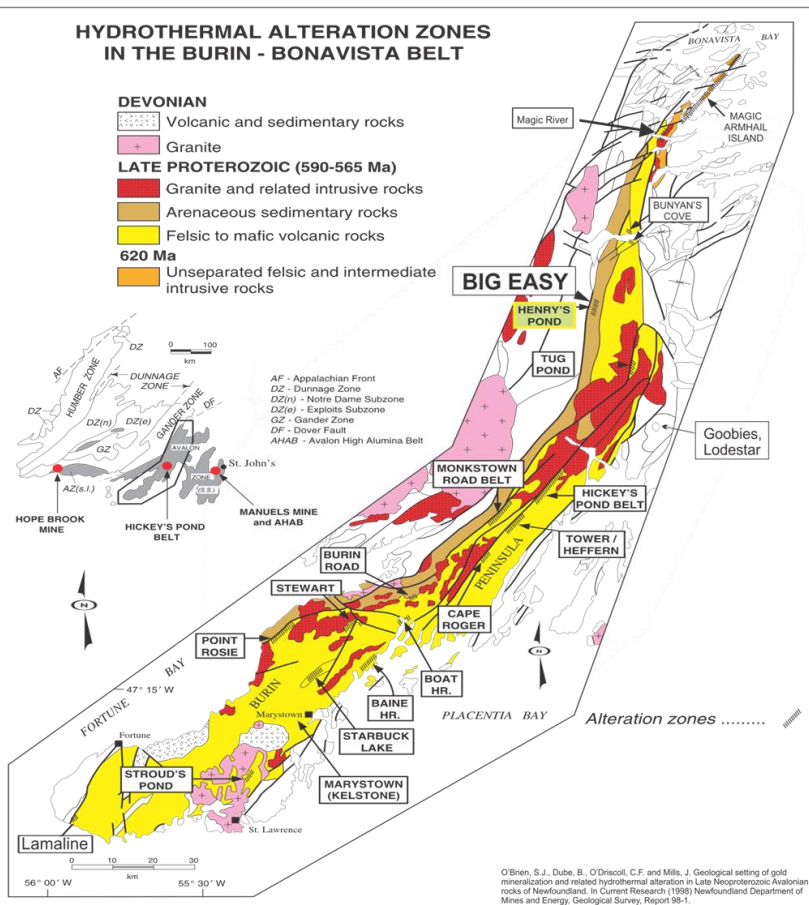 HYDROTHERMAL ALTERATION ZONES
IN THE BURIN - BONAVISTA BELT
DEVONIAN
Volcanic and sedimentary rocks
Granite
LATE PROTEROZOIC (590-565 Ma)
Granite and related intrusive rocks
Arenaceous sedimentary rocks
Felsic to mafic volcanic rocks
620 Ma
Unseparated felsic and intermediate
intrusive rocks
BONAVISTA BAY
Magic River
MAGIC
ARMHAIL
ISLAND
BUNYAN'S
COVE
BIG EASY
HENRY'S
POND
TUG
POND
Goobies,
Lodestar
MONKSTOWN
ROAD BELT
HICKEY'S
POND BELT
TOWER /
HEFFERN
BURIN
ROAD
STEWART
PENINSULA
CAPE
ROGER
POINT
ROSIE
BOAT
HR.
BAINE
HR.
BURIN
FORTUNE BAY
47° 15' W
PLACENTIA BAY
Marystown
STARBUCK
LAKE
MARYSTOWN
(KELSTONE)
Fortune
STROUD'S
POND
St. Lawrence
Lamaline
0 10 20 30
km
56° 00' W
55° 30' W
Alteration zones .........
N
N
0 100
km
AF
DZ
HUMBER ZONE
DUNNAGE
ZONE
DZ
DZ(n)
DZ(e)
GZ
GANDER ZONE
DF
AVALON
ZONE
(S.S.)
St. John's
AZ(s.l.)
HOPE BROOK
MINE
HICKEY'S POND
BELT
MANUELS MINE
and AHAB
AF - Appalachian Front
DZ - Dunnage Zone
DZ(n) - Notre Dame Subzone
DZ(e) - Exploits Subzone
GZ - Gander Zone
DF - Dover Fault
AHAB - Avalon High Alumina Belt
O'Brien, S.J., Dube, B., O'Driscoll, C.F. and Mills, J. Geological setting of gold
mineralization and related hydrothermal alteration in Late Neoproterozoic Avalonian
rocks of Newfoundland. In Current Research (1998) Newfoundland Department of
Mines and Energy, Geological Survey, Report 98-1.